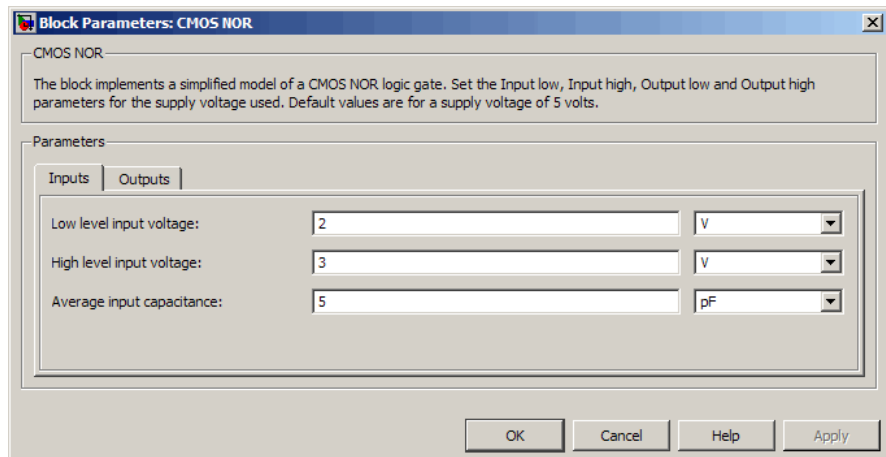 Block Parameters: CMOS NOR
CMOS NOR
The block implements a simplified model of a CMOS NOR logic gate. Set the Input low, Input high, Output low and Output high
parameters for the supply voltage used. Default values are for a supply voltage of 5 volts.
Parameters
Inputs Outputs
Low level input voltage: 2 V
High level input voltage: 3 V
Average input capacitance: 5 pF
OK Cancel Help Apply